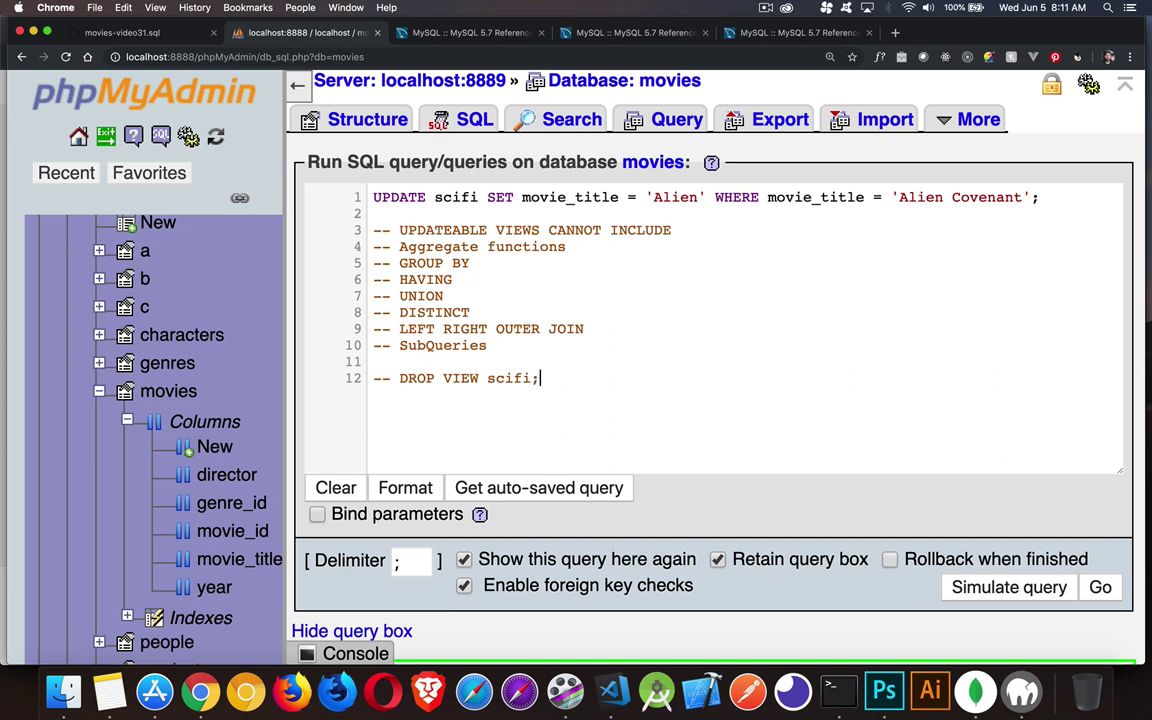 Chrome File Edit View History Bookmarks People Window Help 100% Wed Jun 5 8:11 AM
movies-video31.sql
localhost:8888 / localhost / mo
MySQL :: MySQL 5.7 Reference
MySQL :: MySQL 5.7 Referenc
MySQL :: MySQL 5.7 Referenc
localhost:8888/phpMyAdmin/db_sql.php?db=movies
phpMyAdmin
Recent Favorites
New
a
b
c
characters
genres
movies
Columns
New
director
genre_id
movie_id
movie_title
year
Indexes
people
Server: localhost:8889 » Database: movies
Structure SQL Search Query Export Import More
Run SQL query/queries on database movies:
1 UPDATE scifi SET movie_title = 'Alien' WHERE movie_title = 'Alien Covenant';
2
3 -- UPDATEABLE VIEWS CANNOT INCLUDE
4 -- Aggregate functions
5 -- GROUP BY
6 -- HAVING
7 -- UNION
8 -- DISTINCT
9 -- LEFT RIGHT OUTER JOIN
10 -- SubQueries
11
12 -- DROP VIEW scifi;
Clear Format Get auto-saved query
Bind parameters
[ Delimiter ; ] Show this query here again Retain query box Rollback when finished
Enable foreign key checks
Simulate query Go
Hide query box
Console
Ps Ai